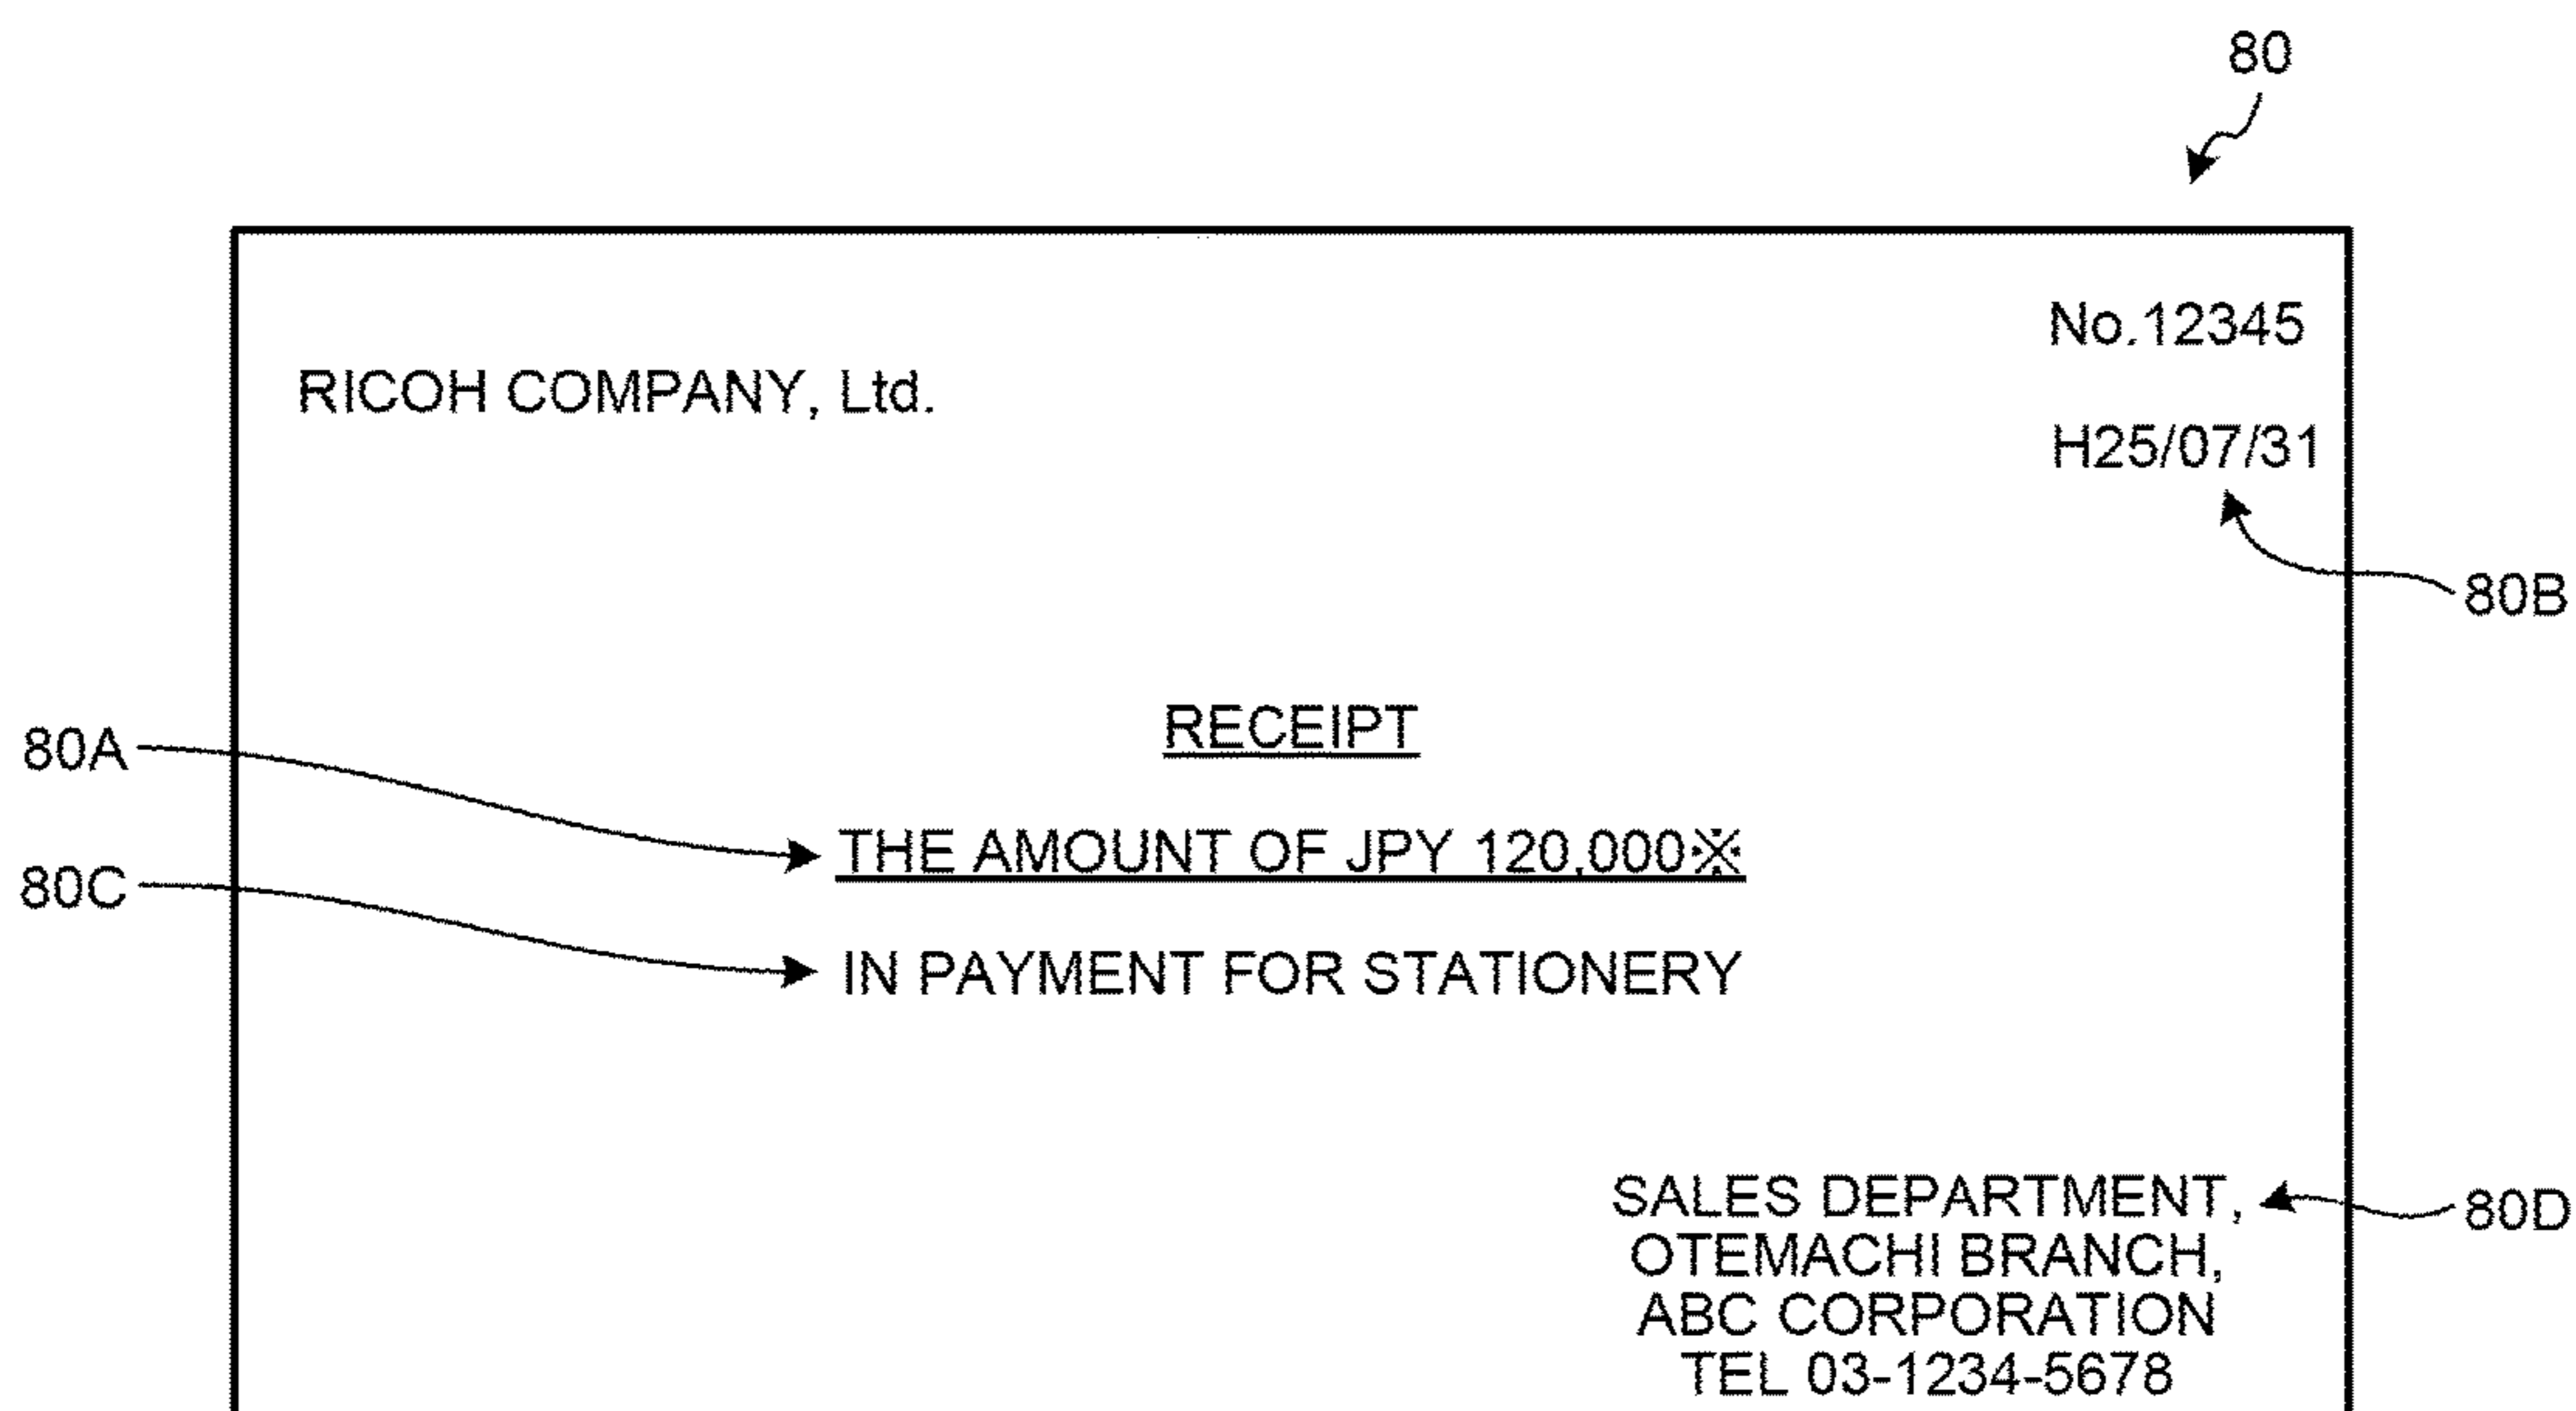 80
No.12345
RICOH COMPANY, Ltd.
H25/07/31
80B
RECEIPT
80A
THE AMOUNT OF JPY 120,000※
80C
IN PAYMENT FOR STATIONERY
SALES DEPARTMENT,
80D
OTEMACHI BRANCH,
ABC CORPORATION
TEL 03-1234-5678